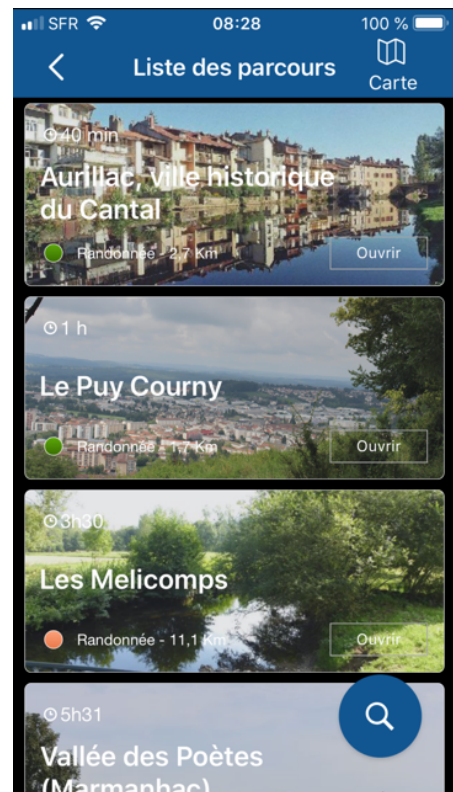 SFR 08:28 100 %
Liste des parcours
Carte
40 min
Aurillac, ville historique
du Cantal
Randonnée - 2,7 Km
Ouvrir
1 h
Le Puy Courny
Randonnée - 1,7 Km
Ouvrir
3h30
Les Melicomps
Randonnée - 11,1 Km
Ouvrir
5h31
Vallée des Poètes
(Marmanhac)